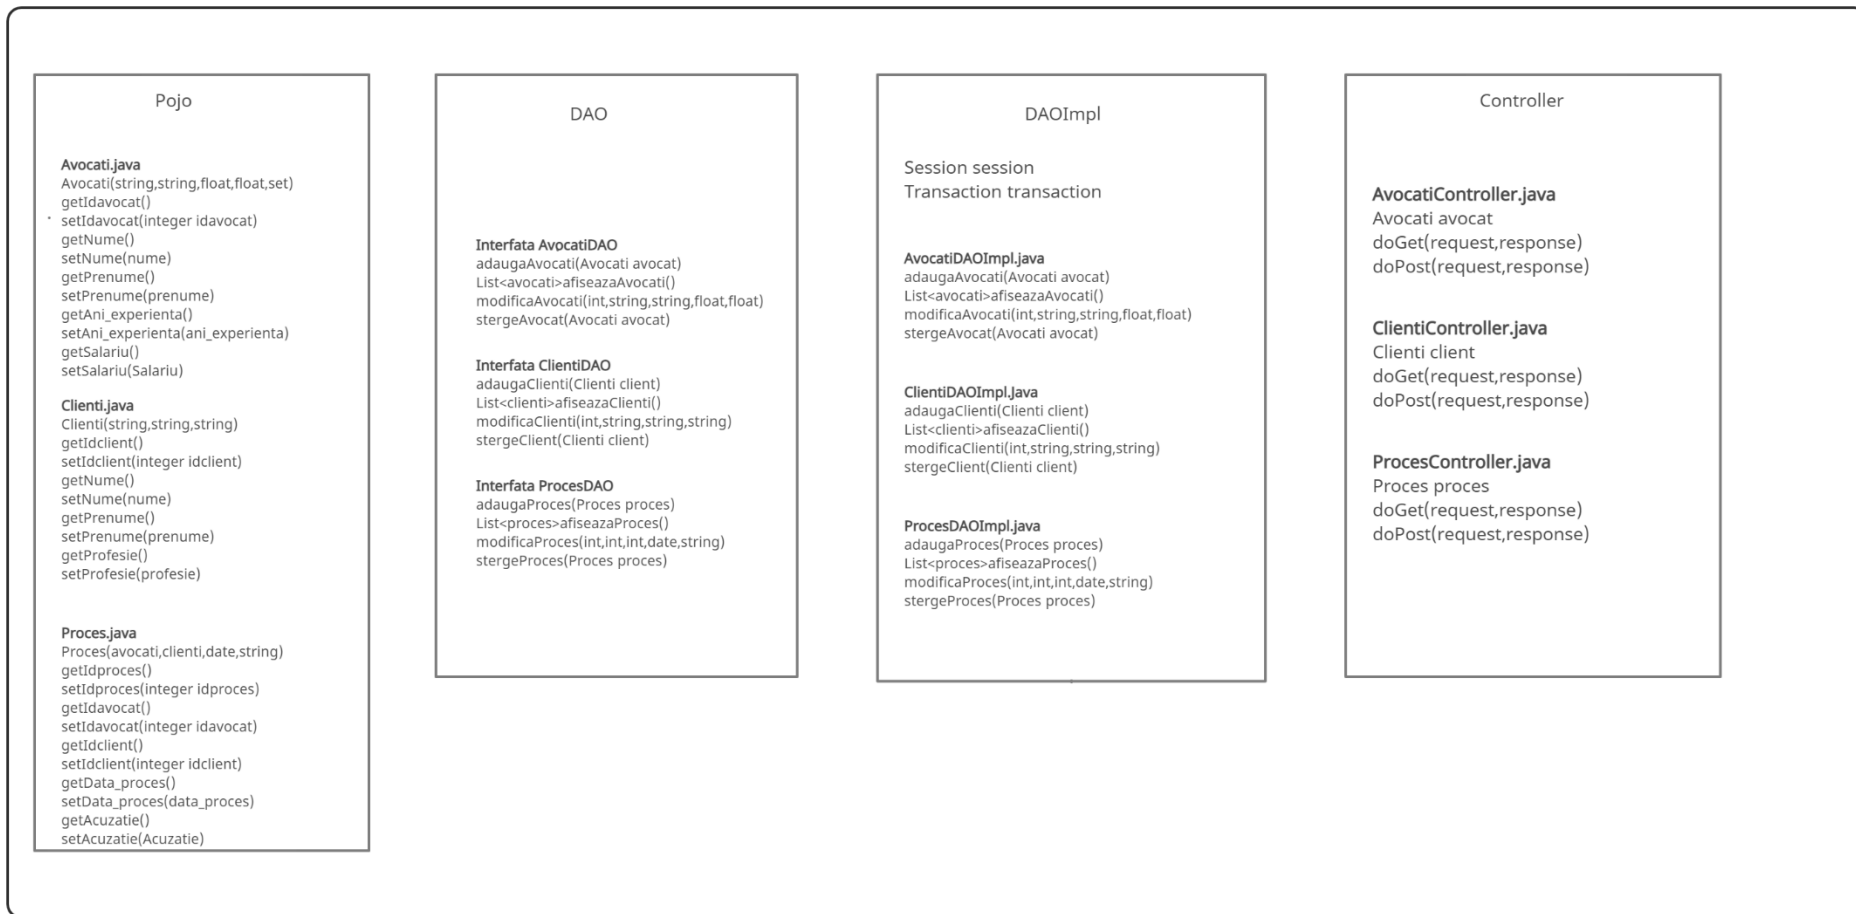 Pojo
Avocati.java
Avocati(string,string,float,float,set)
getIdavocat()
setIdavocat(integer idavocat)
getNume()
setNume(nume)
getPrenume()
setPrenume(prenume)
getAni_experienta()
setAni_experienta(ani_experienta)
getSalariu()
setSalariu(Salariu)
Clienti.java
Clienti(string,string,string)
getIdclient()
setIdclient(integer idclient)
getNume()
setNume(nume)
getPrenume()
setPrenume(prenume)
getProfesie()
setProfesie(profesie)
Proces.java
Proces(avocati,clienti,date,string)
getIdproces()
setIdproces(integer idproces)
getIdavocat()
setIdavocat(integer idavocat)
getIdclient()
setIdclient(integer idclient)
getData_proces()
setData_proces(data_proces)
getAcuzatie()
setAcuzatie(Acuzatie)
DAO
Interfata AvocatiDAO
adaugaAvocati(Avocati avocat)
List<avocati>afiseazaAvocati()
modificaAvocati(int,string,string,float,float)
stergeAvocat(Avocati avocat)
Interfata ClientiDAO
adaugaClienti(Clienti client)
List<clienti>afiseazaClienti()
modificaClienti(int,string,string,string)
stergeClient(Clienti client)
Interfata ProcesDAO
adaugaProces(Proces proces)
List<proces>afiseazaProces()
modificaProces(int,int,int,date,string)
stergeProces(Proces proces)
DAOImpl
Session session
Transaction transaction
AvocatiDAOImpl.java
adaugaAvocati(Avocati avocat)
List<avocati>afiseazaAvocati()
modificaAvocati(int,string,string,float,float)
stergeAvocat(Avocati avocat)
ClientiDAOImpl.Java
adaugaClienti(Clienti client)
List<clienti>afiseazaClienti()
modificaClienti(int,string,string,string)
stergeClient(Clienti client)
ProcesDAOImpl.java
adaugaProces(Proces proces)
List<proces>afiseazaProces()
modificaProces(int,int,int,date,string)
stergeProces(Proces proces)
Controller
AvocatiController.java
Avocati avocat
doGet(request,response)
doPost(request,response)
ClientiController.java
Clienti client
doGet(request,response)
doPost(request,response)
ProcesController.java
Proces proces
doGet(request,response)
doPost(request,response)